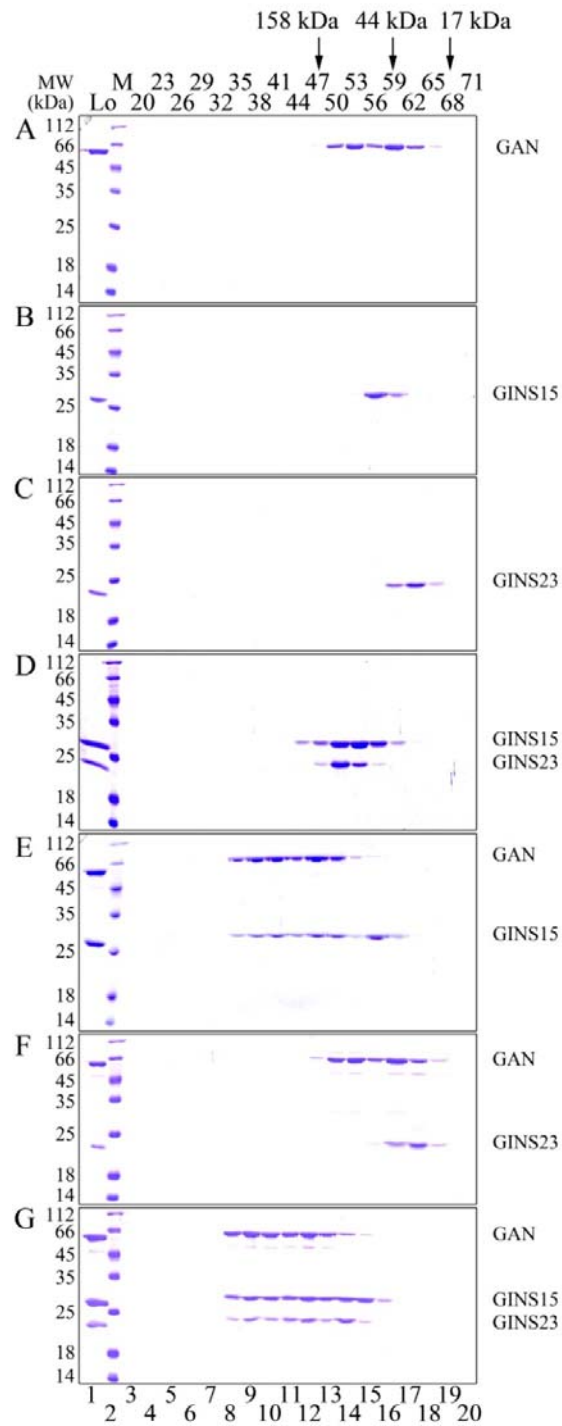 158 kDa 44 kDa 17 kDa
MW M 23 29 35 41 47 53 59 65 71
(kDa) Lo 20 26 32 38 44 50 56 62 68
A
112
66
45
35
25
18
14
GAN
B
112
66
45
35
25
18
14
GINS15
C
112
66
45
35
25
18
14
GINS23
D
112
66
45
35
25
18
14
GINS15
GINS23
E
112
66
45
35
25
18
14
GAN
GINS15
F
112
66
45
35
25
18
14
GAN
GINS23
G
112
66
45
35
25
18
14
GAN
GINS15
GINS23
1 3 5 7 9 11 13 15 17 19
2 4 6 8 10 12 14 16 18 20